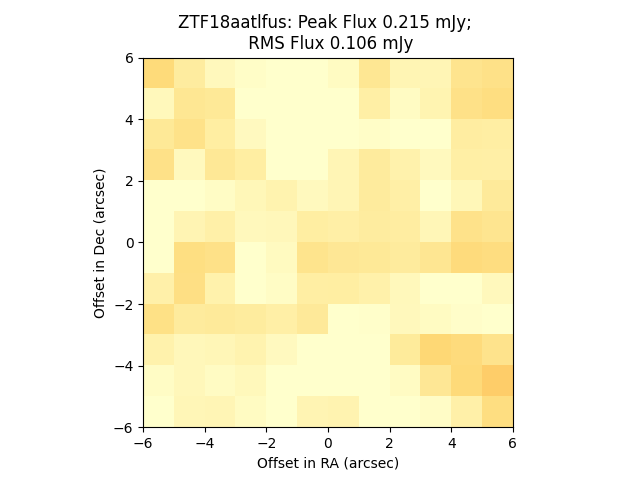 ZTF18aatlfus: Peak Flux 0.215 mJy;
RMS Flux 0.106 mJy
6
4
2
0
−2
−4
−6
Offset in Dec (arcsec)
−6 −4 −2 0 2 4 6
Offset in RA (arcsec)